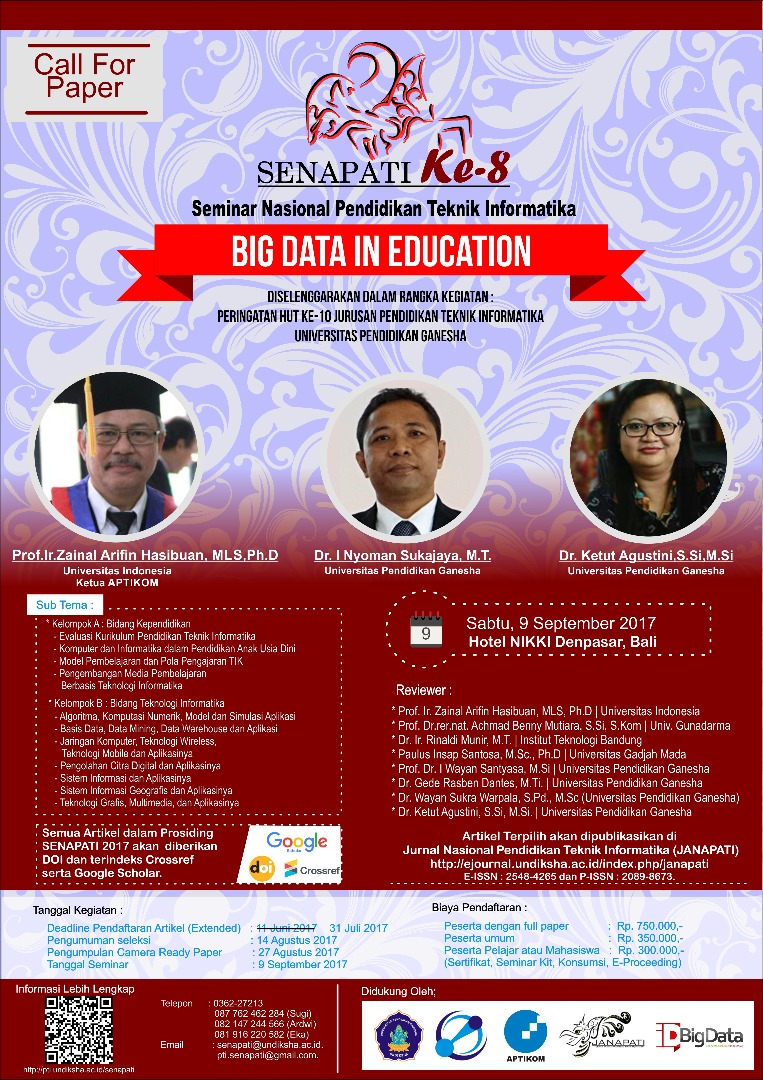 Call For
Paper
SENAPATI Ke-8
Seminar Nasional Pendidikan Teknik Informatika
BIG DATA IN EDUCATION
DISELENGGARAKAN DALAM RANGKA KEGIATAN :
PERINGATAN HUT KE-10 JURUSAN PENDIDIKAN TEKNIK INFORMATIKA
UNIVERSITAS PENDIDIKAN GANESHA
Prof.Ir.Zainal Arifin Hasibuan, MLS,Ph.D
Universitas Indonesia
Ketua APTIKOM
Dr. I Nyoman Sukajaya, M.T.
Universitas Pendidikan Ganesha
Dr. Ketut Agustini,S.Si,M.Si
Universitas Pendidikan Ganesha
Sub Tema :
* Kelompok A : Bidang Kependidikan
- Evaluasi Kurikulum Pendidikan Teknik Informatika
- Komputer dan Informatika dalam Pendidikan Anak Usia Dini
- Model Pembelajaran dan Pola Pengajaran TIK
- Pengembangan Media Pembelajaran
Berbasis Teknologi Informatika
* Kelompok B : Bidang Teknologi Informatika
- Algoritma, Komputasi Numerik, Model dan Simulasi Aplikasi
- Basis Data, Data Mining, Data Warehouse dan Aplikasi
- Jaringan Komputer, Teknologi Wireless,
Teknologi Mobile dan Aplikasinya
- Pengolahan Citra Digital dan Aplikasinya
- Sistem Informasi dan Aplikasinya
- Sistem Informasi Geografis dan Aplikasinya
- Teknologi Grafis, Multimedia, dan Aplikasinya
9
Sabtu, 9 September 2017
Hotel NIKKI Denpasar, Bali
Reviewer :
* Prof. Ir. Zainal Arifin Hasibuan, MLS, Ph.D | Universitas Indonesia
* Prof. Dr.rer.nat. Achmad Benny Mutiara. S.Si. S.Kom | Univ. Gunadarma
* Dr. Ir. Rinaldi Munir, M.T. | Institut Teknologi Bandung
* Paulus Insap Santosa, M.Sc., Ph.D | Universitas Gadjah Mada
* Prof. Dr. I Wayan Santyasa, M.Si | Universitas Pendidikan Ganesha
* Dr. Gede Rasben Dantes, M.Ti. | Universitas Pendidikan Ganesha
* Dr. Wayan Sukra Warpala, S.Pd., M.Sc (Universitas Pendidikan Ganesha)
* Dr. Ketut Agustini, S.Si, M.Si. | Universitas Pendidikan Ganesha
Semua Artikel dalam Prosiding
SENAPATI 2017 akan diberikan
DOI dan terindeks Crossref
serta Google Scholar.
Google
Scholar
doi
Crossref
Artikel Terpilih akan dipublikasikan di
Jurnal Nasional Pendidikan Teknik Informatika (JANAPATI)
http://ejournal.undiksha.ac.id/index.php/janapati
E-ISSN : 2548-4265 dan P-ISSN : 2089-8673.
Tanggal Kegiatan :
Deadline Pendaftaran Artikel (Extended) : 11 Juni 2017 31 Juli 2017
Pengumuman seleksi : 14 Agustus 2017
Pengumpulan Camera Ready Paper : 27 Agustus 2017
Tanggal Seminar : 9 September 2017
Biaya Pendaftaran :
Peserta dengan full paper : Rp. 750.000,-
Peserta umum : Rp. 350.000,-
Peserta Pelajar atau Mahasiswa : Rp. 300.000,-
(Sertifikat, Seminar Kit, Konsumsi, E-Proceeding)
Informasi Lebih Lengkap
http://pti.undiksha.ac.id/senapati
Telepon : 0362-27213
087 762 462 284 (Sugi)
082 147 244 566 (Ardwi)
081 916 220 582 (Eka)
Email : senapati@undiksha.ac.id.
pti.senapati@gmail.com.
Didukung Oleh;
APTIKOM
JANAPATI
BigData